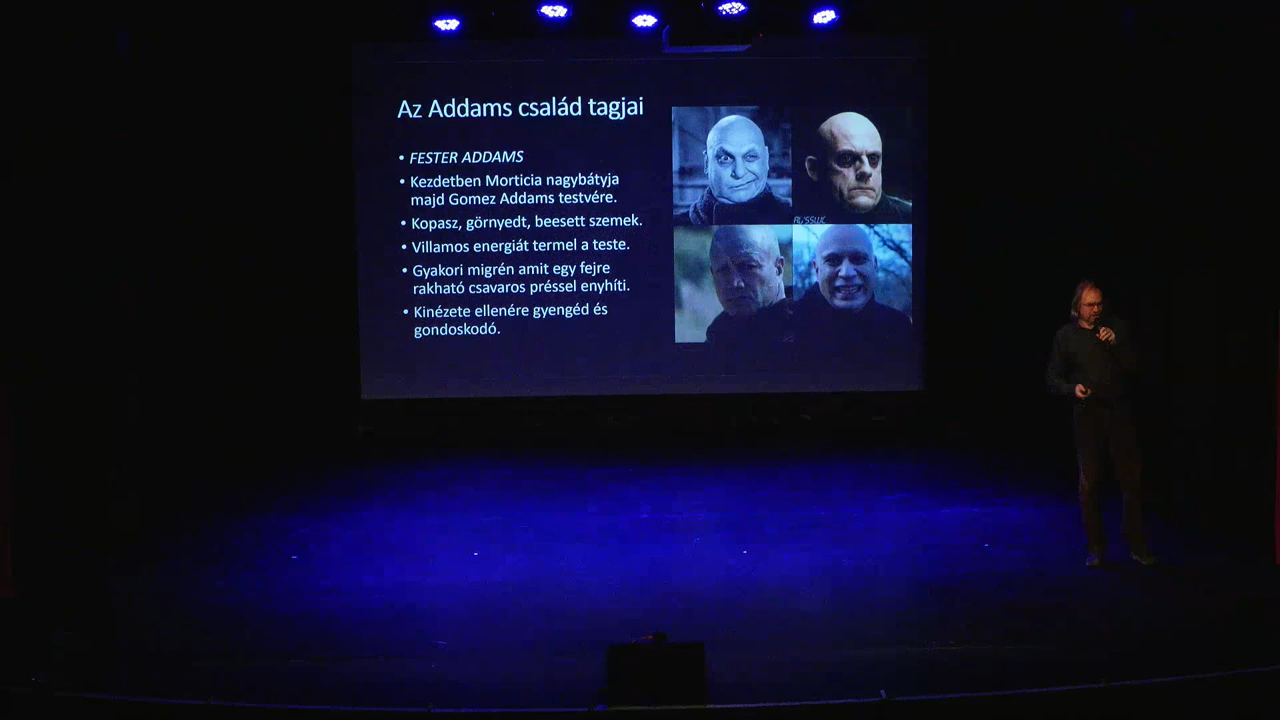 Az Addams család tagjai
• FESTER ADDAMS
• Kezdetben Morticia nagybátyja
majd Gomez Addams testvére.
• Kopasz, görnyedt, beesett szemek.
• Villamos energiát termel a teste.
• Gyakori migrén amit egy fejre
rakható csavaros préssel enyhíti.
• Kinézete ellenére gyengéd és
gondoskodó.